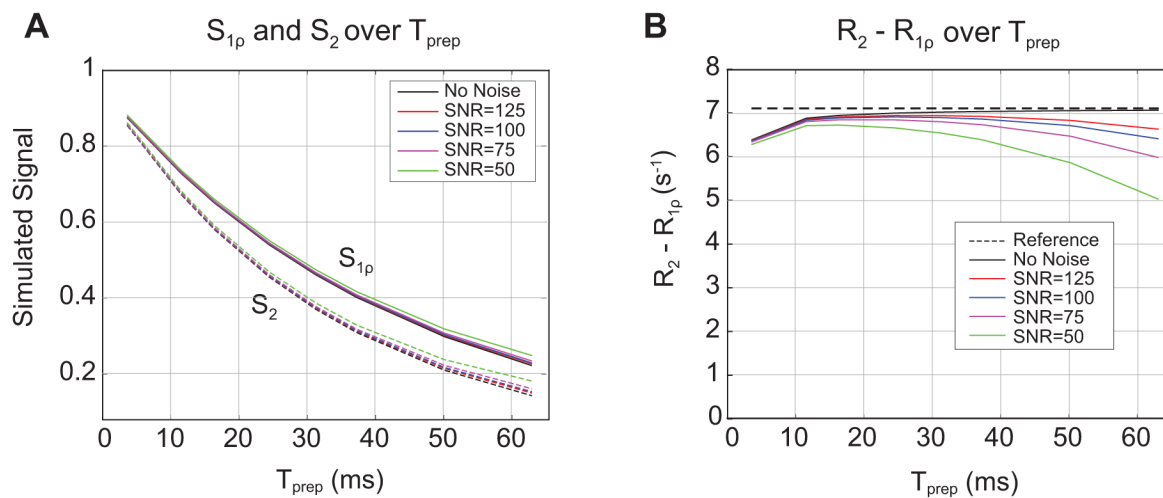 A
S1ρ and S2 over Tprep
Simulated Signal
1
0.8
0.6
0.4
0.2
0 10 20 30 40 50 60
Tprep (ms)
No Noise
SNR=125
SNR=100
SNR=75
SNR=50
S1ρ
S2
B
R2 - R1ρ over Tprep
R2 - R1ρ (s-1)
8
7
6
5
4
3
2
1
0
0 10 20 30 40 50 60
Tprep (ms)
Reference
No Noise
SNR=125
SNR=100
SNR=75
SNR=50